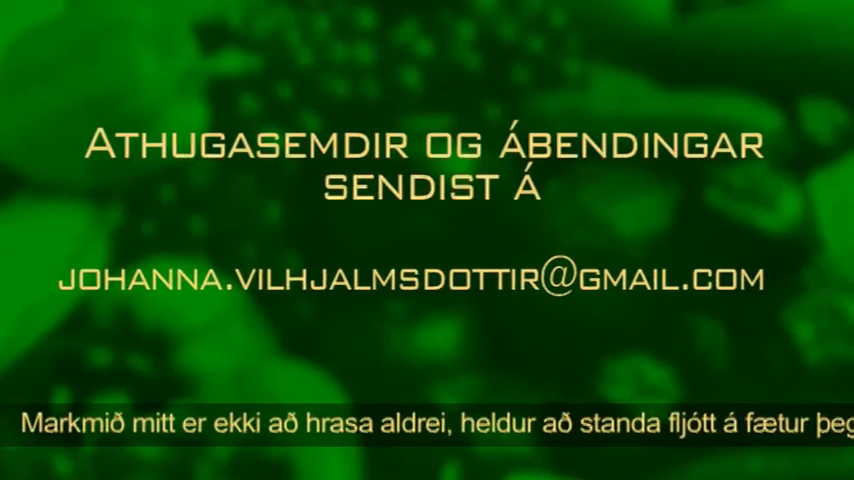 Athugasemdir og ábendingar
sendist á
johanna.vilhjalmsdottir@gmail.com
Markmið mitt er ekki að hrasa aldrei, heldur að standa fljótt á fætur